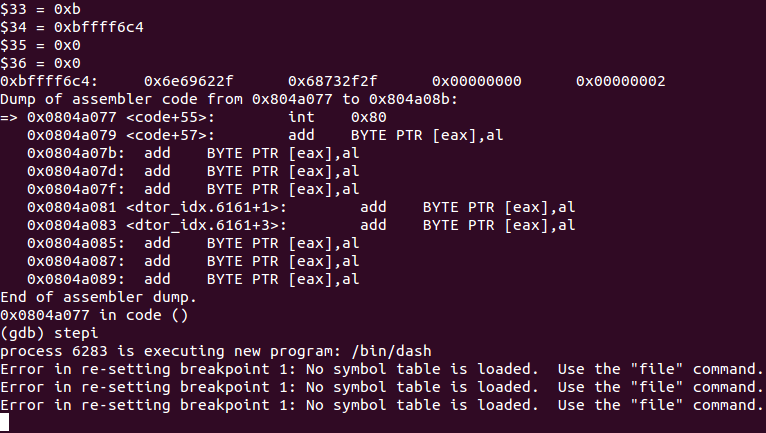 $33 = 0xb
$34 = 0xbffff6c4
$35 = 0x0
$36 = 0x0
0xbffff6c4:     0x6e69622f      0x68732f2f      0x00000000      0x00000002
Dump of assembler code from 0x804a077 to 0x804a08b:
=> 0x0804a077 <code+55>:        int    0x80
   0x0804a079 <code+57>:        add    BYTE PTR [eax],al
   0x0804a07b:  add    BYTE PTR [eax],al
   0x0804a07d:  add    BYTE PTR [eax],al
   0x0804a07f:  add    BYTE PTR [eax],al
   0x0804a081 <dtor_idx.6161+1>:        add    BYTE PTR [eax],al
   0x0804a083 <dtor_idx.6161+3>:        add    BYTE PTR [eax],al
   0x0804a085:  add    BYTE PTR [eax],al
   0x0804a087:  add    BYTE PTR [eax],al
   0x0804a089:  add    BYTE PTR [eax],al
End of assembler dump.
0x0804a077 in code ()
(gdb) stepi
process 6283 is executing new program: /bin/dash
Error in re-setting breakpoint 1: No symbol table is loaded.  Use the "file" command.
Error in re-setting breakpoint 1: No symbol table is loaded.  Use the "file" command.
Error in re-setting breakpoint 1: No symbol table is loaded.  Use the "file" command.